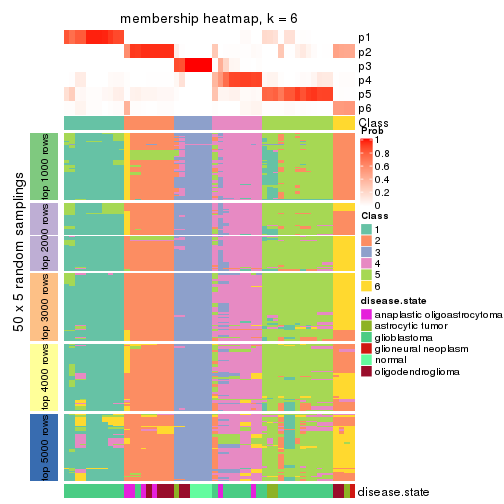 membership heatmap, k = 6
p1
p2
p3
p4
p5
p6
Class
50 x 5 random samplings
top 1000 rows
top 2000 rows
top 3000 rows
top 4000 rows
top 5000 rows
disease.state
Prob
1
0.8
0.6
0.4
0.2
0
Class
1
2
3
4
5
6
disease.state
anaplastic oligoastrocytoma
astrocytic tumor
glioblastoma
glioneural neoplasm
normal
oligodendroglioma